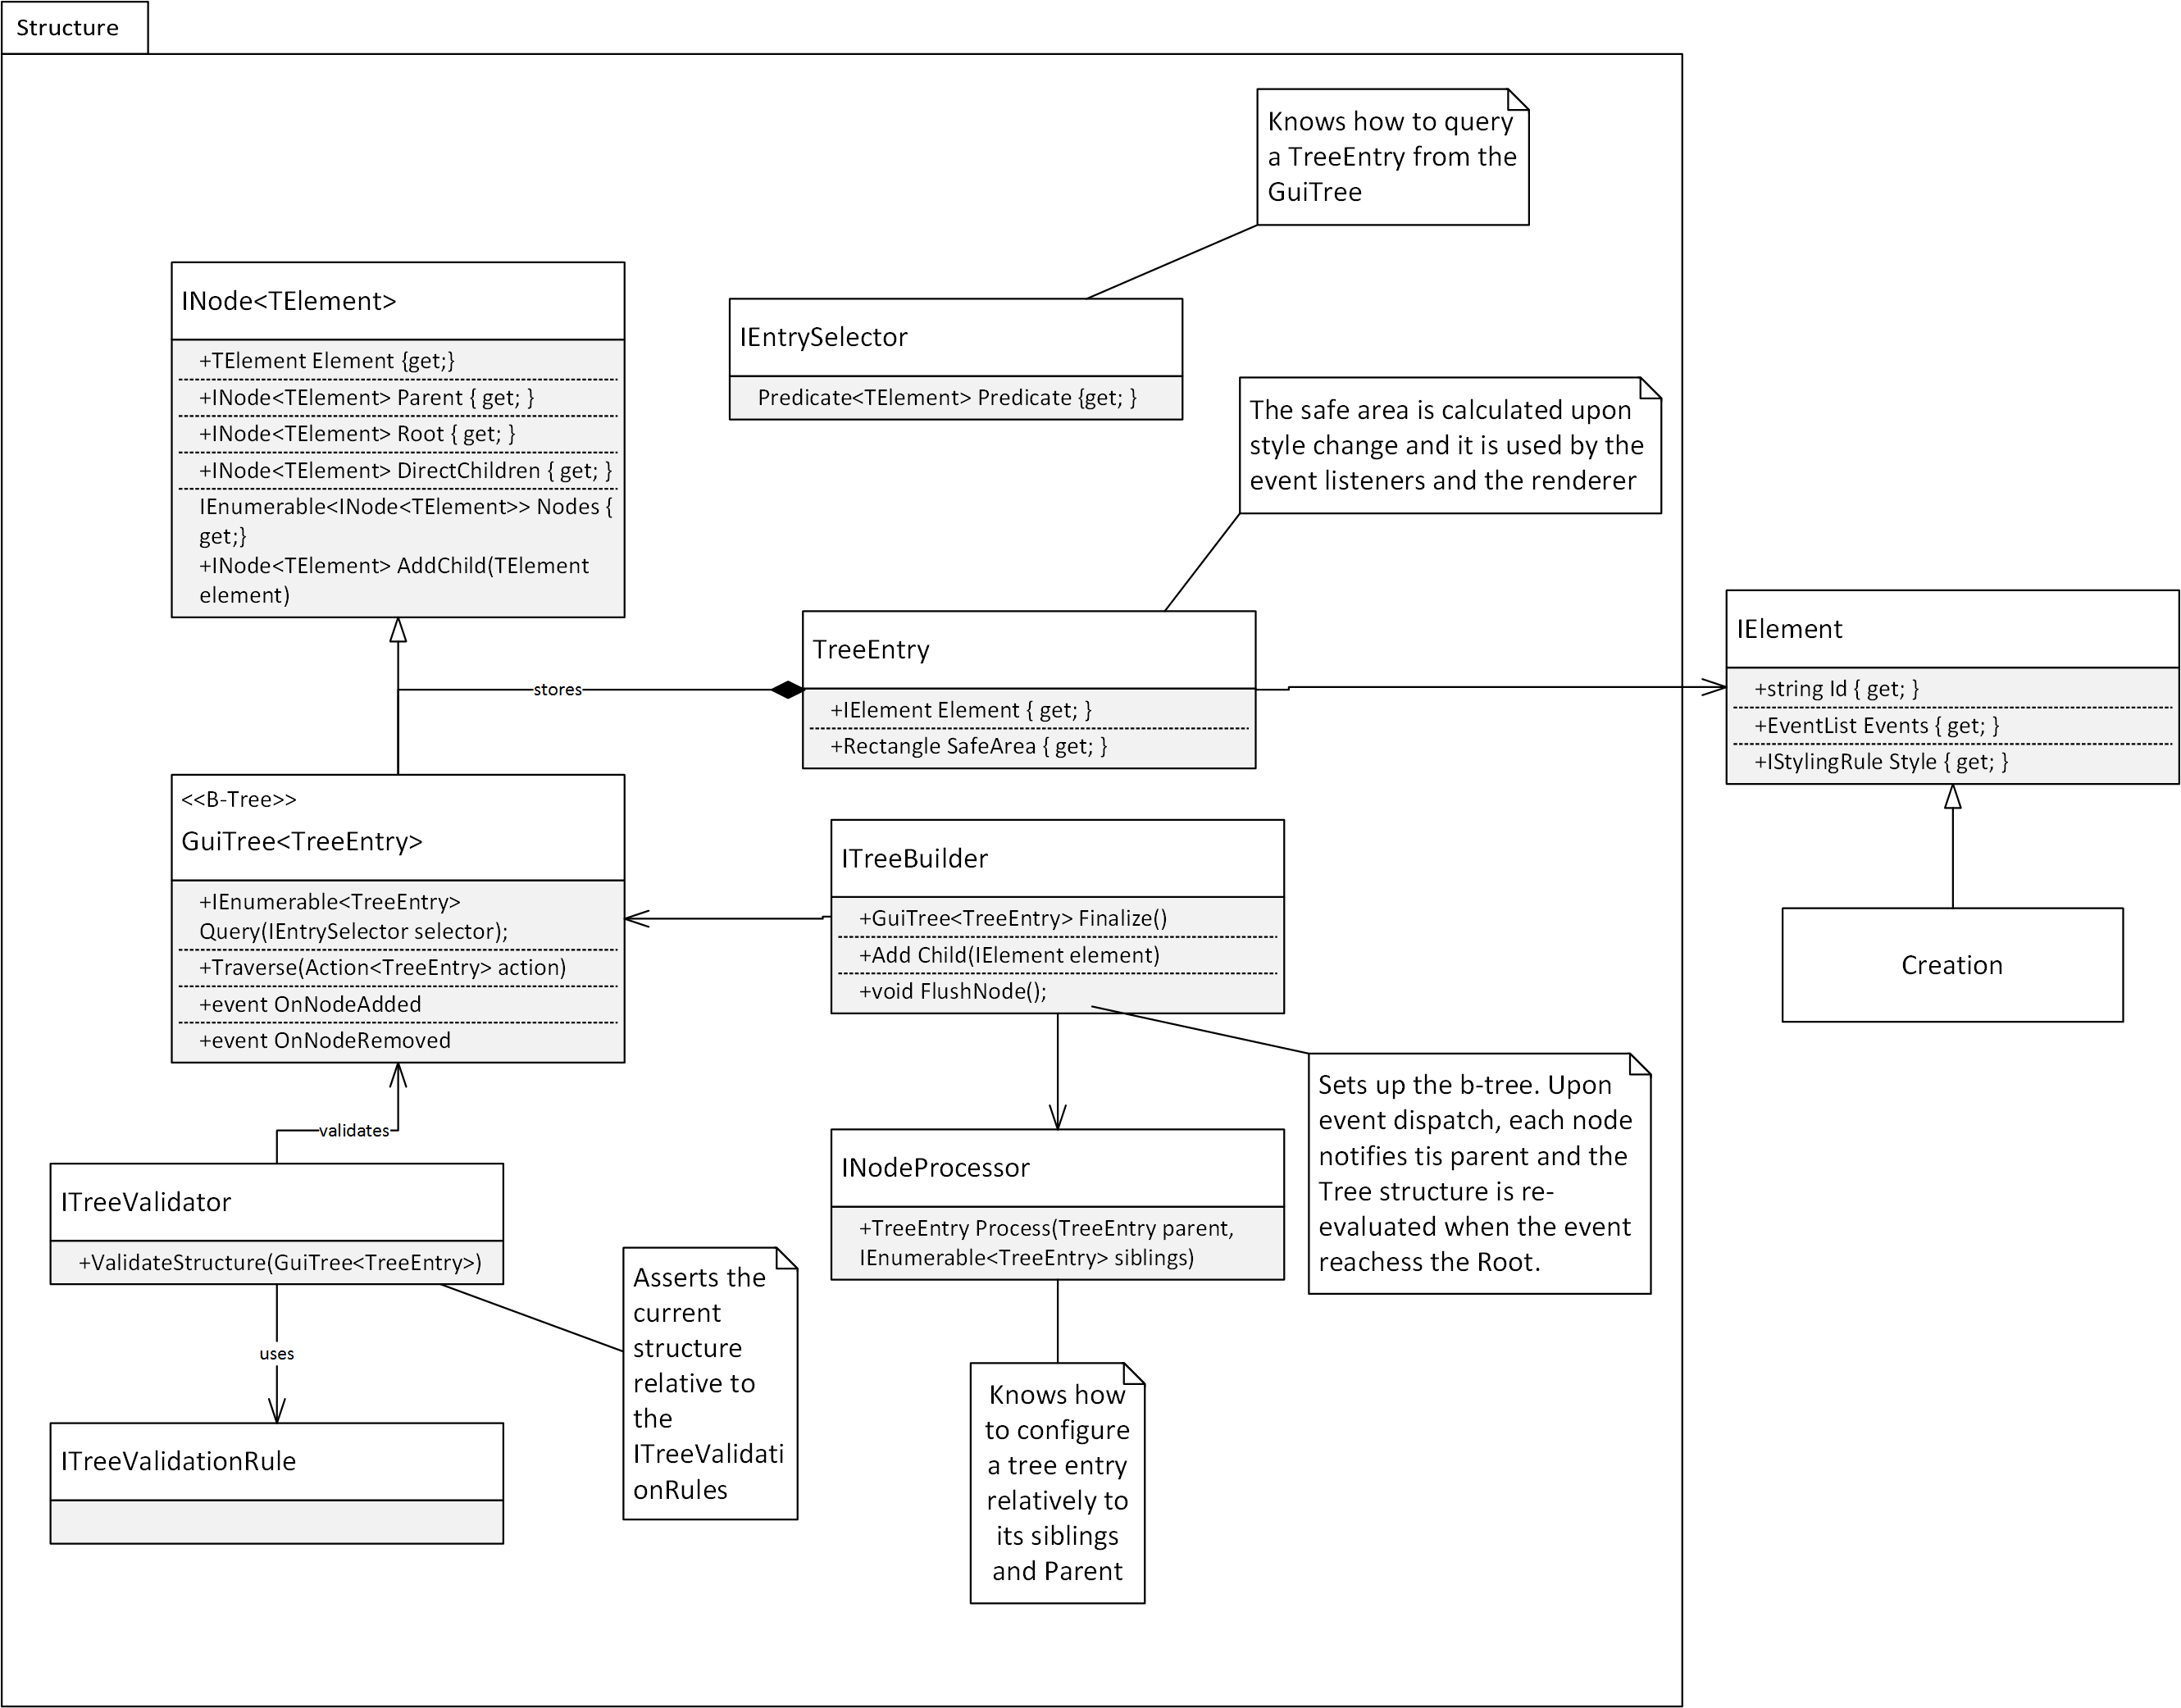 Structure
Knows how to query
a TreeEntry from the
GuiTree
INode<TElement>
+TElement Element {get;}
+INode<TElement> Parent { get; }
+INode<TElement> Root { get; }
+INode<TElement> DirectChildren { get; }
IEnumerable<INode<TElement>> Nodes {
get;}
+INode<TElement> AddChild(TElement
element)
IEntrySelector
Predicate<TElement> Predicate {get; }
The safe area is calculated upon
style change and it is used by the
event listeners and the renderer
TreeEntry
+IElement Element { get; }
+Rectangle SafeArea { get; }
stores
IElement
+string Id { get; }
+EventList Events { get; }
+IStylingRule Style { get; }
<<B-Tree>>
GuiTree<TreeEntry>
+IEnumerable<TreeEntry>
Query(IEntrySelector selector);
+Traverse(Action<TreeEntry> action)
+event OnNodeAdded
+event OnNodeRemoved
ITreeBuilder
+GuiTree<TreeEntry> Finalize()
+Add Child(IElement element)
+void FlushNode();
Creation
Sets up the b-tree. Upon
event dispatch, each node
notifies tis parent and the
Tree structure is re-
evaluated when the event
reachess the Root.
validates
ITreeValidator
+ValidateStructure(GuiTree<TreeEntry>)
INodeProcessor
+TreeEntry Process(TreeEntry parent,
IEnumerable<TreeEntry> siblings)
Asserts the
current
structure
relative to
the
ITreeValidati
onRules
uses
ITreeValidationRule
Knows how
to configure
a tree entry
relatively to
its siblings
and Parent